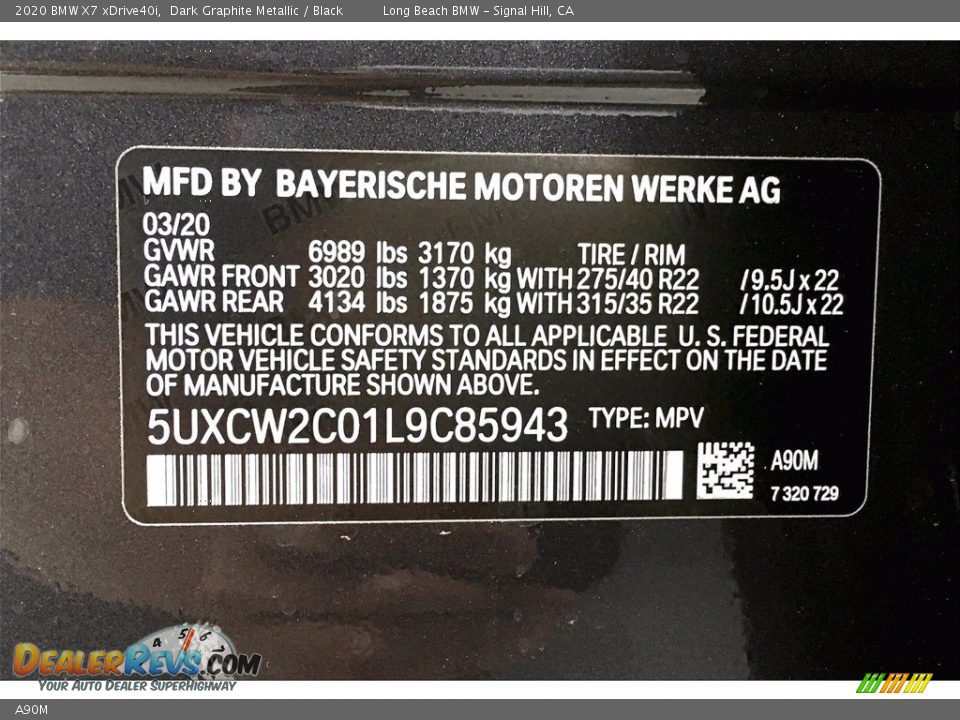 2020 BMW X7 xDrive40i, Dark Graphite Metallic / Black Long Beach BMW - Signal Hill, CA
MFD BY BAYERISCHE MOTOREN WERKE AG
03/20
GVWR 6989 lbs 3170 kg TIRE / RIM
GAWR FRONT 3020 lbs 1370 kg WITH 275/40 R22 /9.5J x 22
GAWR REAR 4134 lbs 1875 kg WITH 315/35 R22 /10.5J x 22
THIS VEHICLE CONFORMS TO ALL APPLICABLE U. S. FEDERAL
MOTOR VEHICLE SAFETY STANDARDS IN EFFECT ON THE DATE
OF MANUFACTURE SHOWN ABOVE.
5UXCW2C01L9C85943 TYPE: MPV
A90M
7 320 729
4 5 6
DEALERREVS.COM
YOUR AUTO DEALER SUPERHIGHWAY
A90M